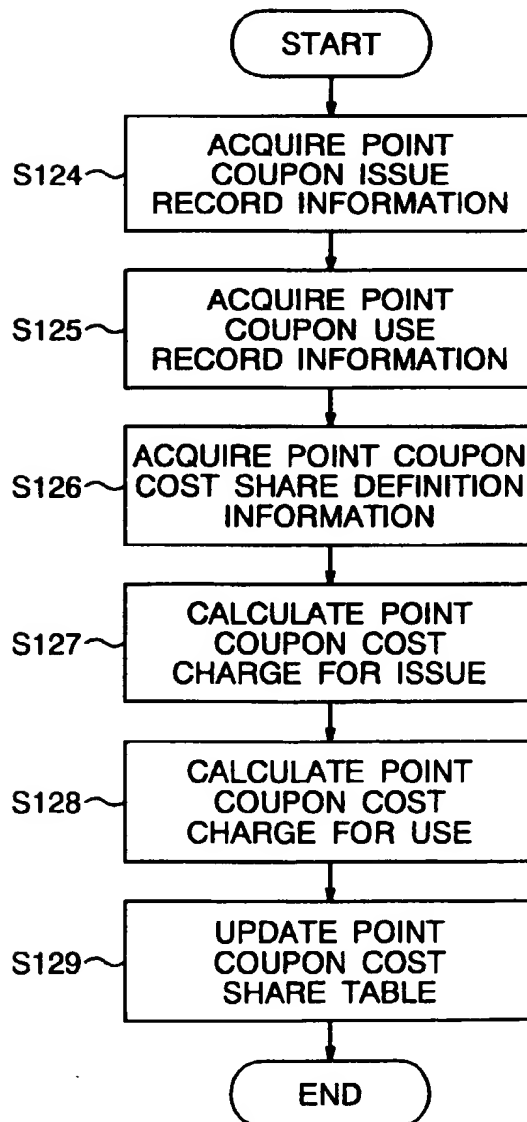 START
S124
ACQUIRE POINT
COUPON ISSUE
RECORD INFORMATION
S125
ACQUIRE POINT
COUPON USE
RECORD INFORMATION
S126
ACQUIRE POINT COUPON
COST SHARE DEFINITION
INFORMATION
S127
CALCULATE POINT
COUPON COST
CHARGE FOR ISSUE
S128
CALCULATE POINT
COUPON COST
CHARGE FOR USE
S129
UPDATE POINT
COUPON COST
SHARE TABLE
END